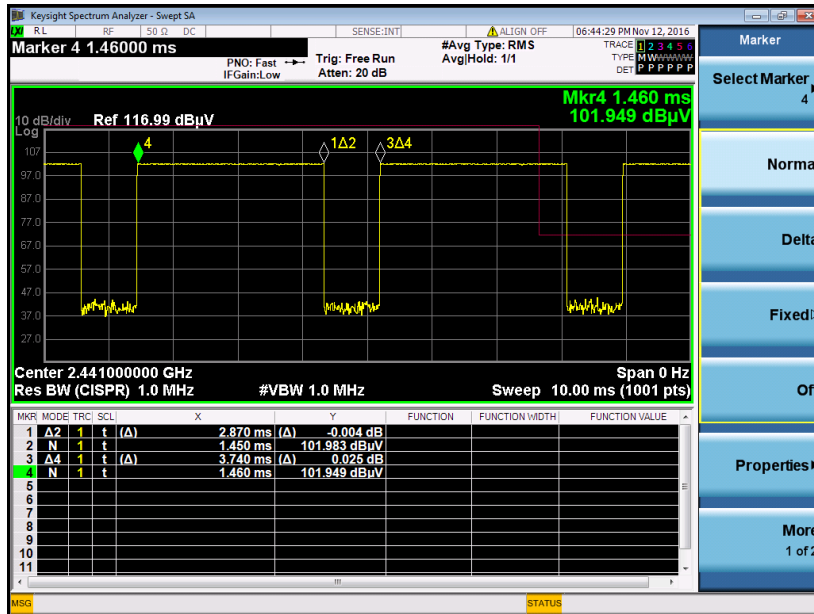 Keysight Spectrum Analyzer - Swept SA
LXI RL RF 50 Ω DC SENSE:INT ALIGN OFF 06:44:29 PM Nov 12, 2016
Marker 4 1.46000 ms
PNO: Fast
IFGain:Low
Trig: Free Run
Atten: 20 dB
#Avg Type: RMS
Avg|Hold: 1/1
TRACE 1 2 3 4 5 6
TYPE M W W W W W
DET P P P P P P
Mkr4 1.460 ms
101.949 dBµV
10 dB/div Ref 116.99 dBµV
Log
107
97.0
87.0
77.0
67.0
57.0
47.0
37.0
27.0
4
1Δ2
3Δ4
Center 2.441000000 GHz
Span 0 Hz
Res BW (CISPR) 1.0 MHz
#VBW 1.0 MHz
Sweep 10.00 ms (1001 pts)
MKR MODE TRC SCL X Y FUNCTION FUNCTION WIDTH FUNCTION VALUE
1 Δ2 1 t (Δ) 2.870 ms (Δ) -0.004 dB
2 N 1 t 1.450 ms 101.983 dBµV
3 Δ4 1 t (Δ) 3.740 ms (Δ) 0.025 dB
4 N 1 t 1.460 ms 101.949 dBµV
5
6
7
8
9
10
11
MSG
STATUS
Marker
Select Marker
4
Norma
Delta
Fixed
Of
Properties
More
1 of 2